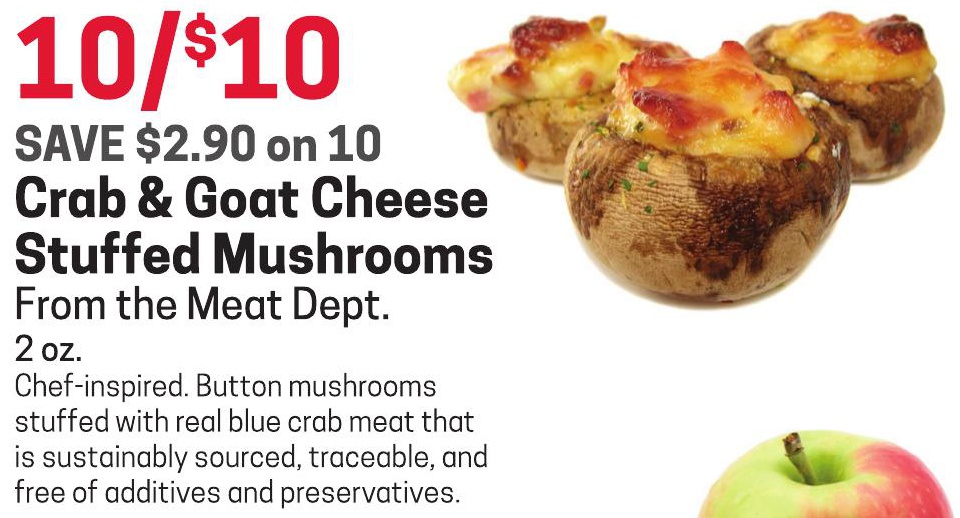 10/$10
SAVE $2.90 on 10
Crab & Goat Cheese
Stuffed Mushrooms
From the Meat Dept.
2 oz.
Chef-inspired. Button mushrooms
stuffed with real blue crab meat that
is sustainably sourced, traceable, and
free of additives and preservatives.